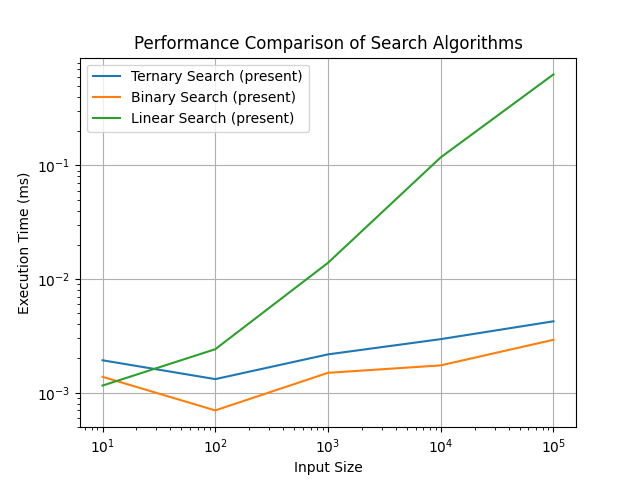 Performance Comparison of Search Algorithms
Ternary Search (present)
Binary Search (present)
Linear Search (present)
Execution Time (ms)
10⁻¹
10⁻²
10⁻³
10¹ 10² 10³ 10⁴ 10⁵
Input Size